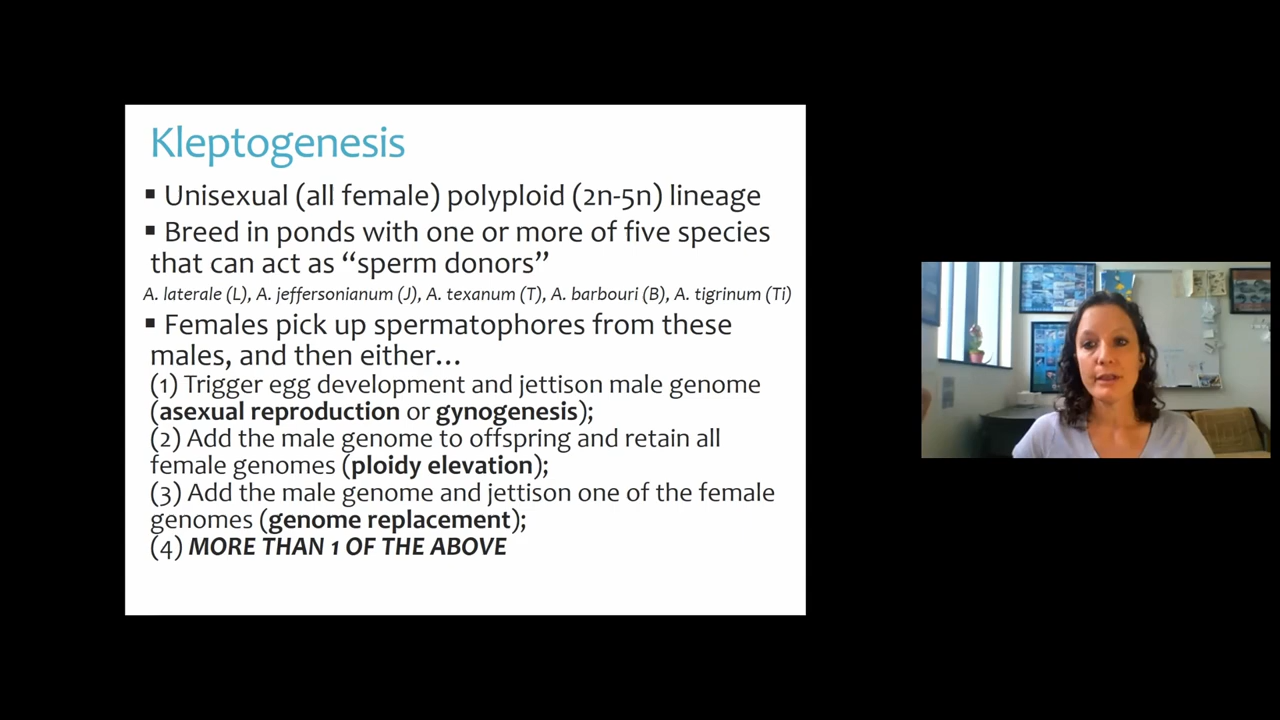 Kleptogenesis
▪ Unisexual (all female) polyploid (2n-5n) lineage
▪ Breed in ponds with one or more of five species
that can act as “sperm donors”
A. laterale (L), A. jeffersonianum (J), A. texanum (T), A. barbouri (B), A. tigrinum (Ti)
▪ Females pick up spermatophores from these
males, and then either…
(1) Trigger egg development and jettison male genome
(asexual reproduction or gynogenesis);
(2) Add the male genome to offspring and retain all
female genomes (ploidy elevation);
(3) Add the male genome and jettison one of the female
genomes (genome replacement);
(4) MORE THAN 1 OF THE ABOVE